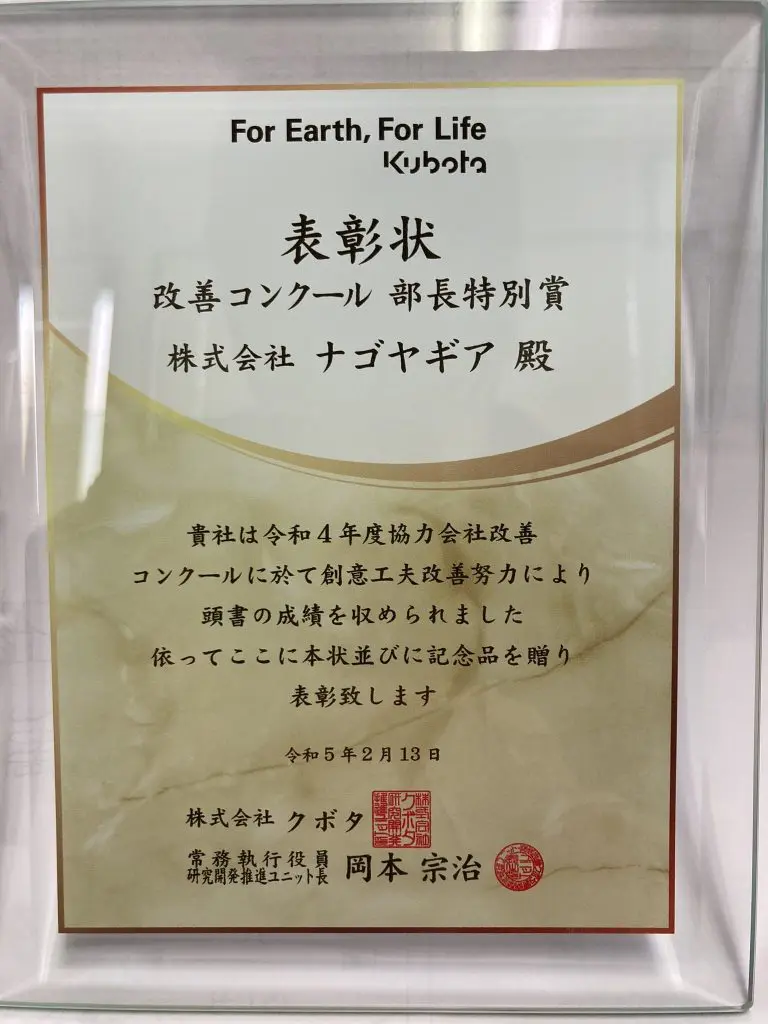 For Earth, For Life
Kubota
表彰状
改善コンクール 部長特別賞
株式会社 ナゴヤギア 殿
貴社は令和4年度協力会社改善
コンクールに於て創意工夫改善努力により
頭書の成績を収められました
依ってここに本状並びに記念品を贈り
表彰致します
令和5年2月13日
株式会社 クボタ
常務執行役員
研究開発推進ユニット長 岡本 宗治